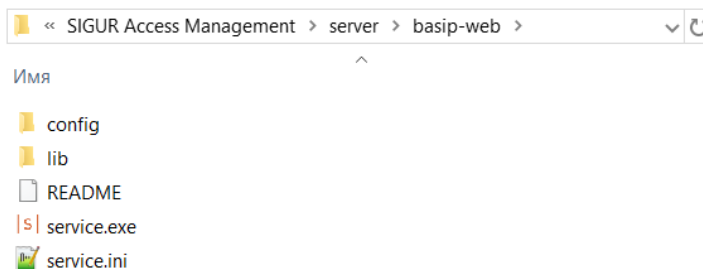 « SIGUR Access Management > server > basip-web >
Имя
config
lib
README
service.exe
service.ini